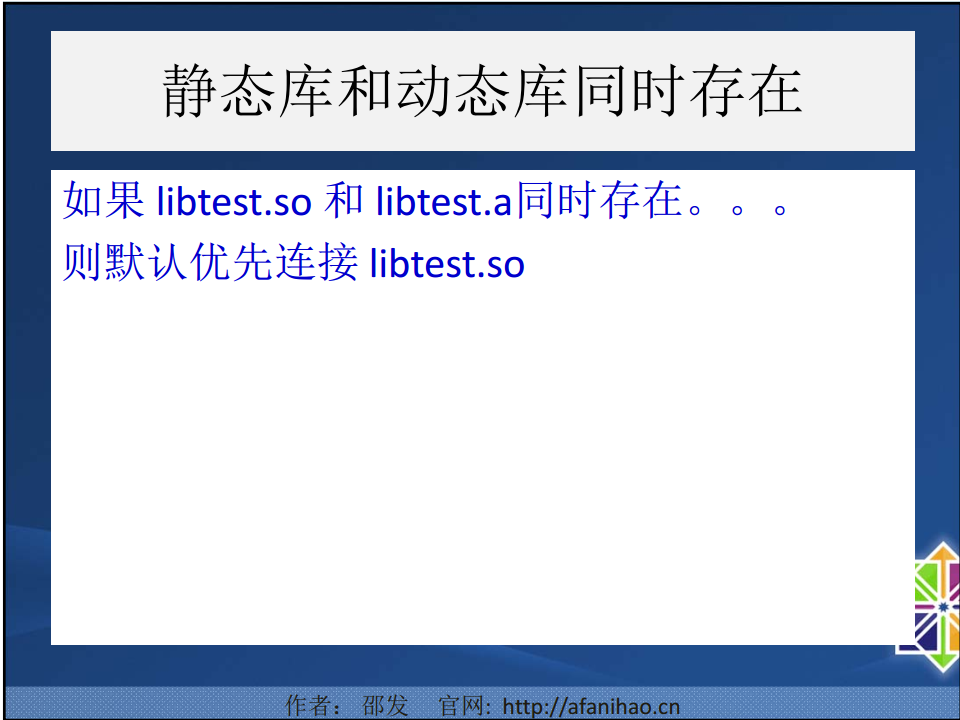 静态库和动态库同时存在
如果 libtest.so 和 libtest.a同时存在。。。
则默认优先连接 libtest.so
作者： 邵发 官网: http://afanihao.cn